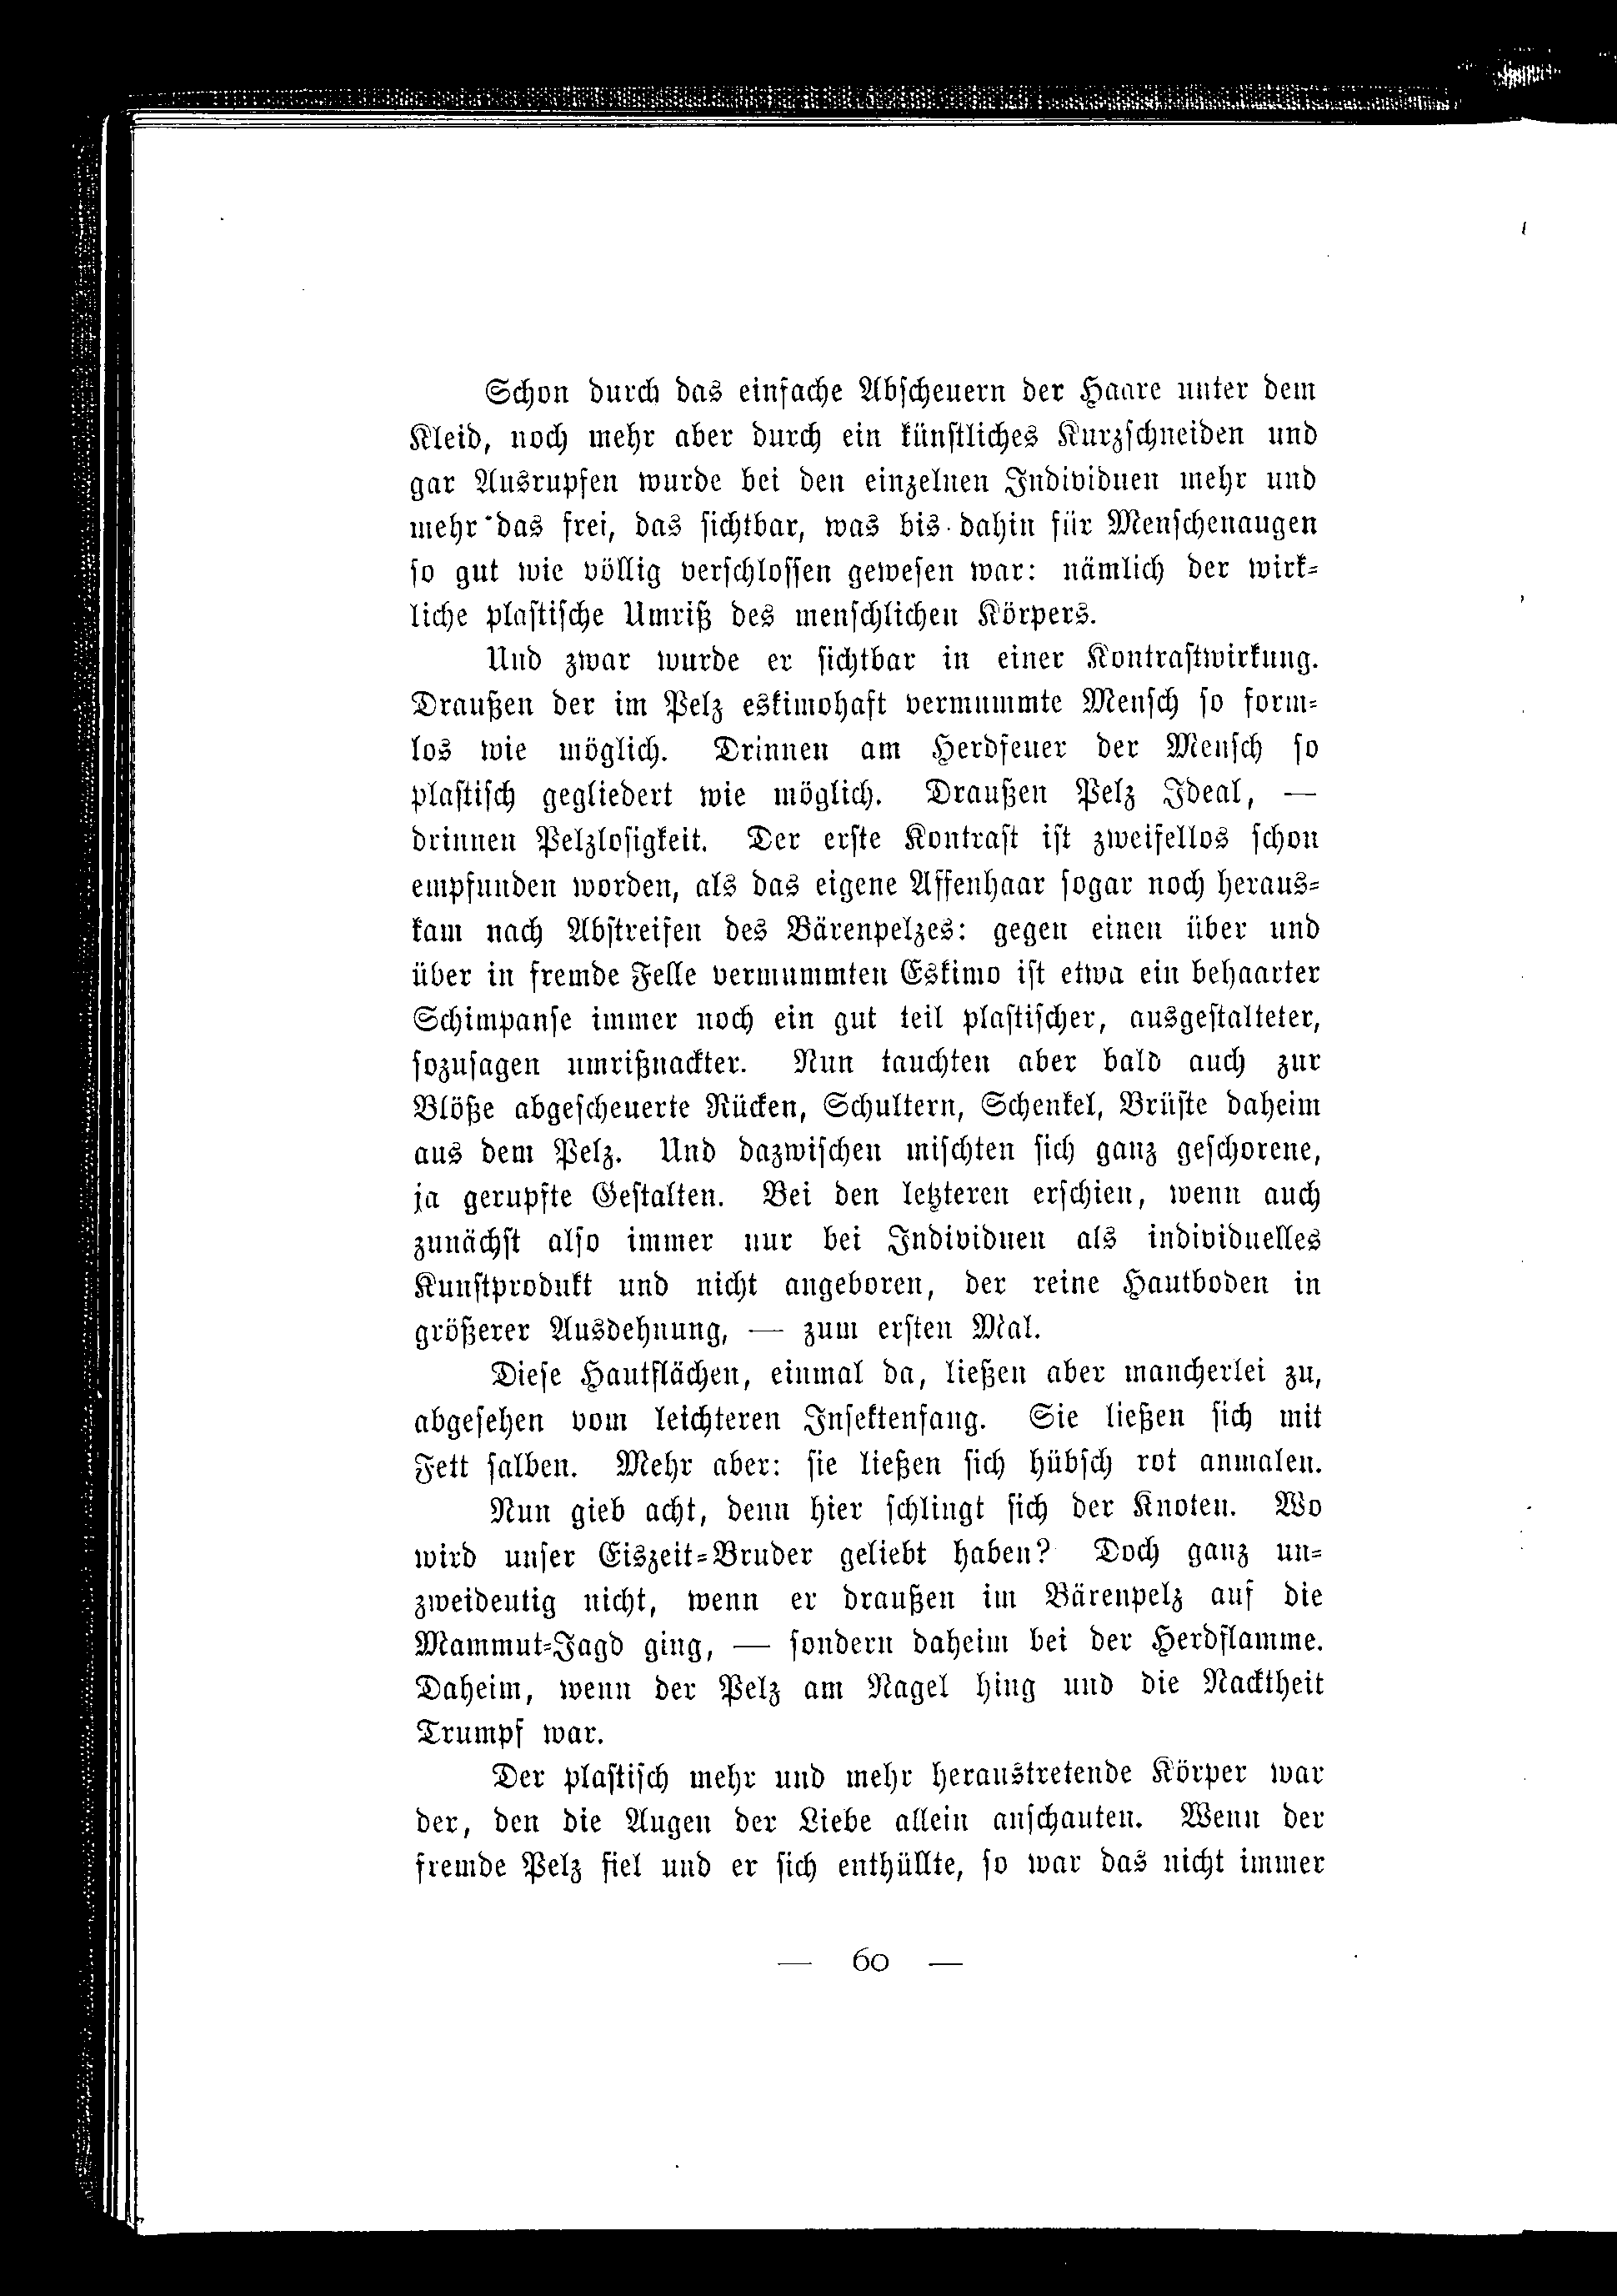 Schon durch das einfache Abscheuern der Haare unter dem
Kleid, noch mehr aber durch ein künstliches Kurzschneiden und
gar Ausrupfen wurde bei den einzelnen Individuen mehr und
mehr das frei, das sichtbar, was bis dahin für Menschenaugen
so gut wie völlig verschlossen gewesen war: nämlich der wirk-
liche plastische Umriß des menschlichen Körpers.
Und zwar wurde er sichtbar in einer Kontrastwirkung.
Draußen der im Pelz eskimohaft vermummte Mensch so form-
los wie möglich. Drinnen am Herdfeuer der Mensch so
plastisch gegliedert wie möglich. Draußen Pelz Ideal, —
drinnen Pelzlosigkeit. Der erste Kontrast ist zweifellos schon
empfunden worden, als das eigene Affenhaar sogar noch heraus-
kam nach Abstreifen des Bärenpelzes: gegen einen über und
über in fremde Felle vermummten Eskimo ist etwa ein behaarter
Schimpanse immer noch ein gut teil plastischer, ausgestalteter,
sozusagen umrißnackter. Nun tauchten aber bald auch zur
Blöße abgescheuerte Rücken, Schultern, Schenkel, Brüste daheim
aus dem Pelz. Und dazwischen mischten sich ganz geschorene,
ja gerupfte Gestalten. Bei den letzteren erschien, wenn auch
zunächst also immer nur bei Individuen als individuelles
Kunstprodukt und nicht angeboren, der reine Hautboden in
größerer Ausdehnung, — zum ersten Mal.
Diese Hautflächen, einmal da, ließen aber mancherlei zu,
abgesehen vom leichteren Insektenfang. Sie ließen sich mit
Fett salben. Mehr aber: sie ließen sich hübsch rot anmalen.
Nun gieb acht, denn hier schlingt sich der Knoten. Wo
wird unser Eiszeit-Bruder geliebt haben? Doch ganz un-
zweideutig nicht, wenn er draußen im Bärenpelz auf die
Mammut-Jagd ging, — sondern daheim bei der Herdflamme.
Daheim, wenn der Pelz am Nagel hing und die Nacktheit
Trumpf war.
Der plastisch mehr und mehr heraustretende Körper war
der, den die Augen der Liebe allein anschauten. Wenn der
fremde Pelz fiel und er sich enthüllte, so war das nicht immer
— 60 —